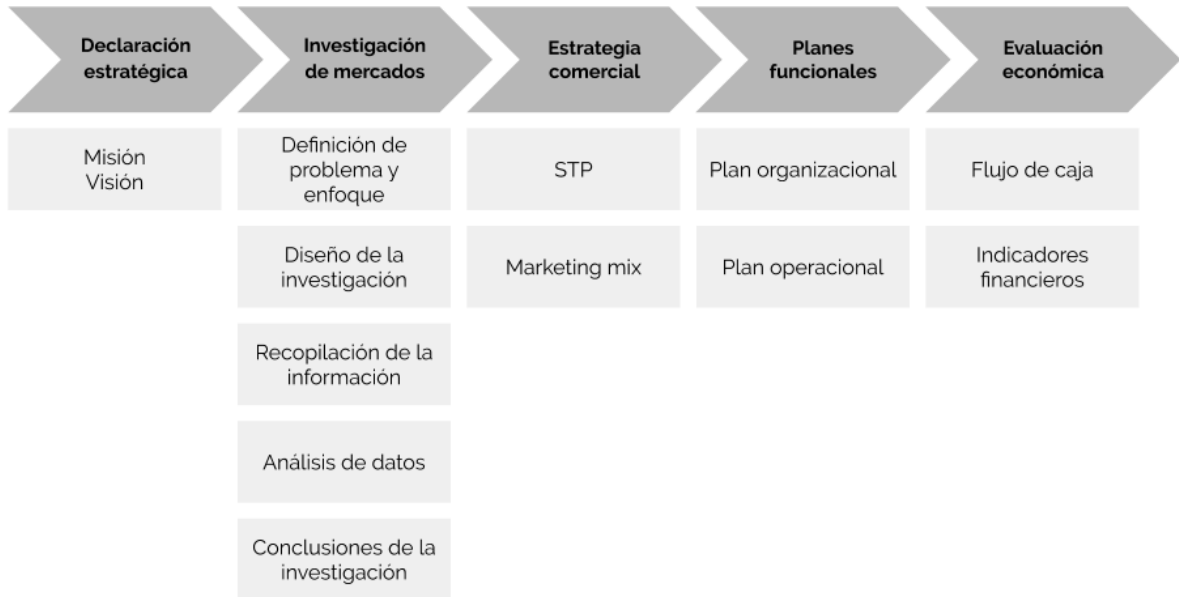 Declaración
estratégica
Investigación
de mercados
Estrategia
comercial
Planes
funcionales
Evaluación
económica
Misión
Visión
Definición de
problema y
enfoque
STP
Plan organizacional
Flujo de caja
Diseño de la
investigación
Marketing mix
Plan operacional
Indicadores
financieros
Recopilación de la
información
Análisis de datos
Conclusiones de la
investigación